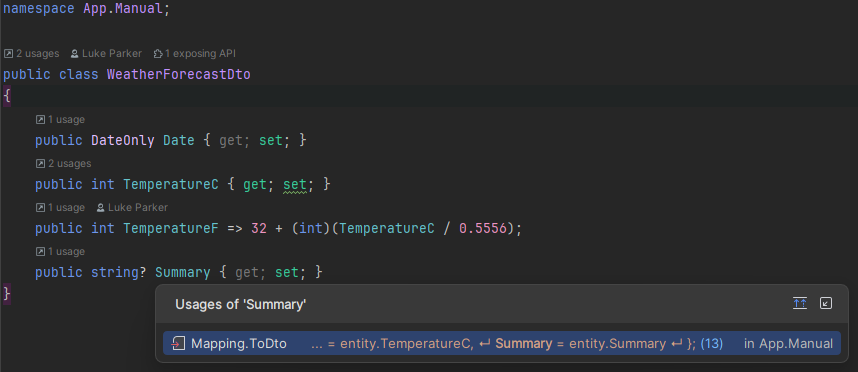 namespace App.Manual;
2 usages Luke Parker 1 exposing API
public class WeatherForecastDto
{
1 usage
public DateOnly Date { get; set; }
2 usages
public int TemperatureC { get; set; }
1 usage Luke Parker
public int TemperatureF => 32 + (int)(TemperatureC / 0.5556);
1 usage
public string? Summary { get; set; }
}
Usages of 'Summary'
Mapping.ToDto ... = entity.TemperatureC, ↵ Summary = entity.Summary ↵ }; (13) in App.Manual